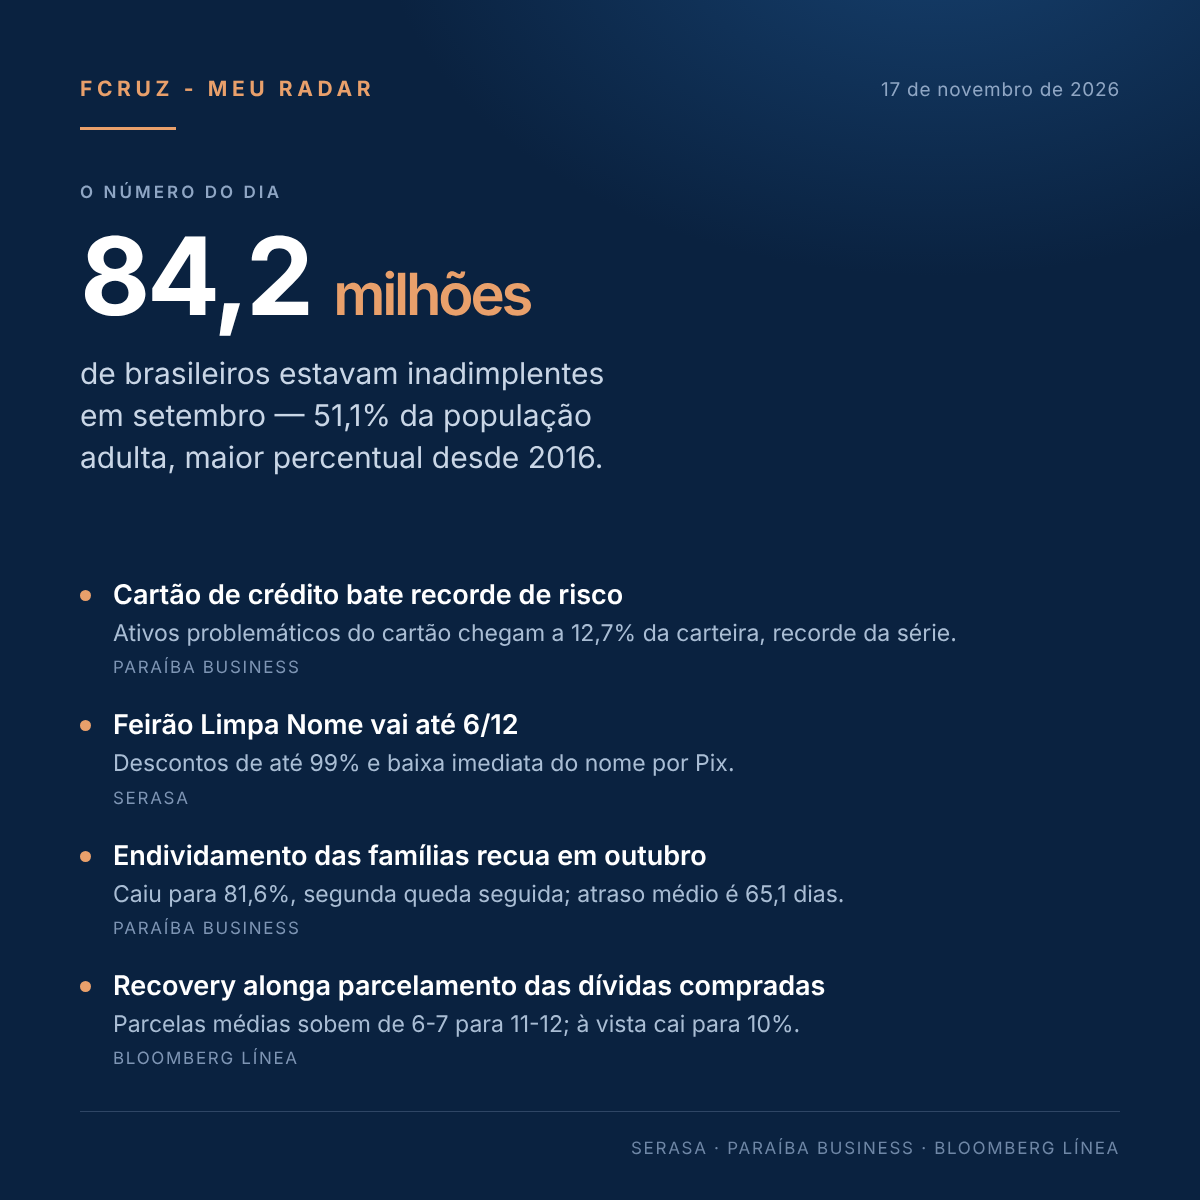 FCRUZ - MEU RADAR
17 de novembro de 2026
O NÚMERO DO DIA
84,2 milhões
de brasileiros estavam inadimplentes
em setembro — 51,1% da população
adulta, maior percentual desde 2016.
Cartão de crédito bate recorde de risco
Ativos problemáticos do cartão chegam a 12,7% da carteira, recorde da série.
PARAÍBA BUSINESS
Feirão Limpa Nome vai até 6/12
Descontos de até 99% e baixa imediata do nome por Pix.
SERASA
Endividamento das famílias recua em outubro
Caiu para 81,6%, segunda queda seguida; atraso médio é 65,1 dias.
PARAÍBA BUSINESS
Recovery alonga parcelamento das dívidas compradas
Parcelas médias sobem de 6-7 para 11-12; à vista cai para 10%.
BLOOMBERG LÍNEA
SERASA · PARAÍBA BUSINESS · BLOOMBERG LÍNEA